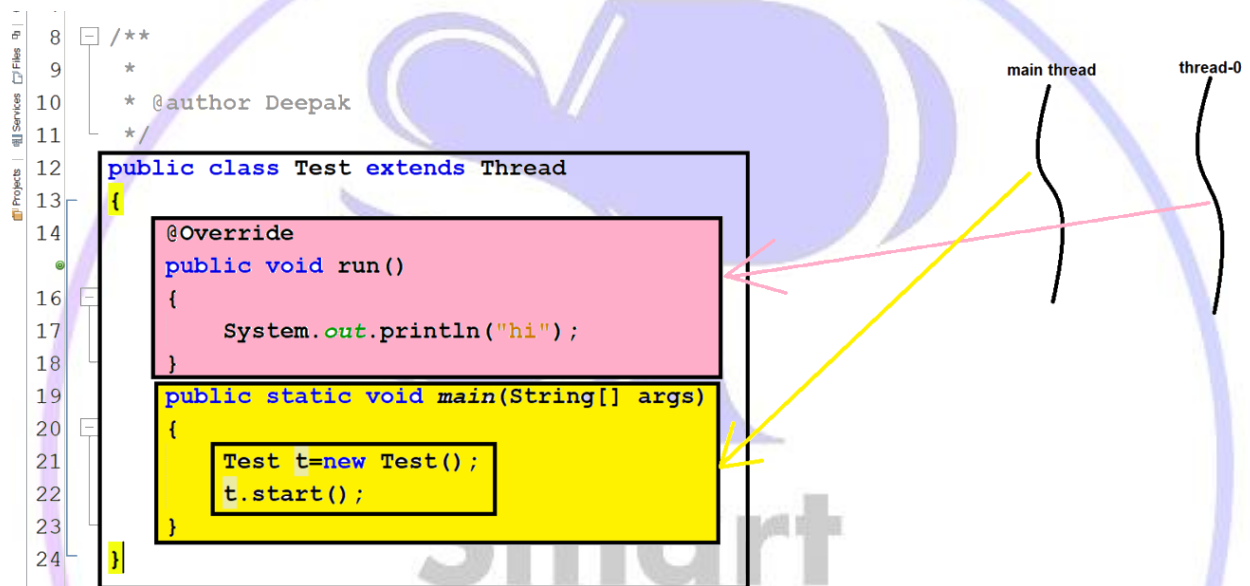 Files
Services
Projects
8 /**
9 *
10 * @author Deepak
11 */
12 public class Test extends Thread
13 {
14 @Override
public void run()
16 {
17 System.out.println("hi");
18 }
19 public static void main(String[] args)
20 {
21 Test t=new Test();
22 t.start();
23 }
24 }
main thread
thread-0
smart